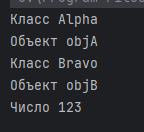 Класс Alpha
Объект objA
Класс Bravo
Объект objB
Число 123